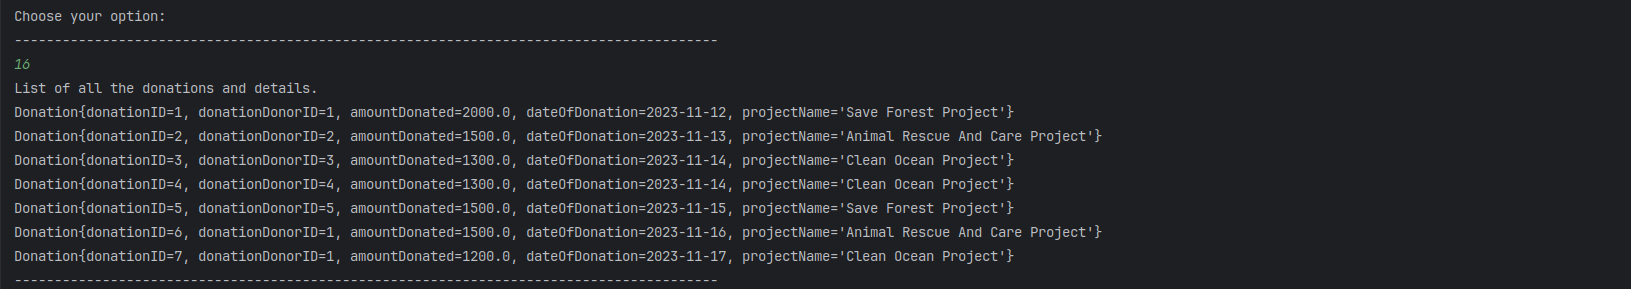 Choose your option:
----------------------------------------------------------------------------------------
16
List of all the donations and details.
Donation{donationID=1, donationDonorID=1, amountDonated=2000.0, dateOfDonation=2023-11-12, projectName='Save Forest Project'}
Donation{donationID=2, donationDonorID=2, amountDonated=1500.0, dateOfDonation=2023-11-13, projectName='Animal Rescue And Care Project'}
Donation{donationID=3, donationDonorID=3, amountDonated=1300.0, dateOfDonation=2023-11-14, projectName='Clean Ocean Project'}
Donation{donationID=4, donationDonorID=4, amountDonated=1300.0, dateOfDonation=2023-11-14, projectName='Clean Ocean Project'}
Donation{donationID=5, donationDonorID=5, amountDonated=1500.0, dateOfDonation=2023-11-15, projectName='Save Forest Project'}
Donation{donationID=6, donationDonorID=1, amountDonated=1500.0, dateOfDonation=2023-11-16, projectName='Animal Rescue And Care Project'}
Donation{donationID=7, donationDonorID=1, amountDonated=1200.0, dateOfDonation=2023-11-17, projectName='Clean Ocean Project'}
----------------------------------------------------------------------------------------